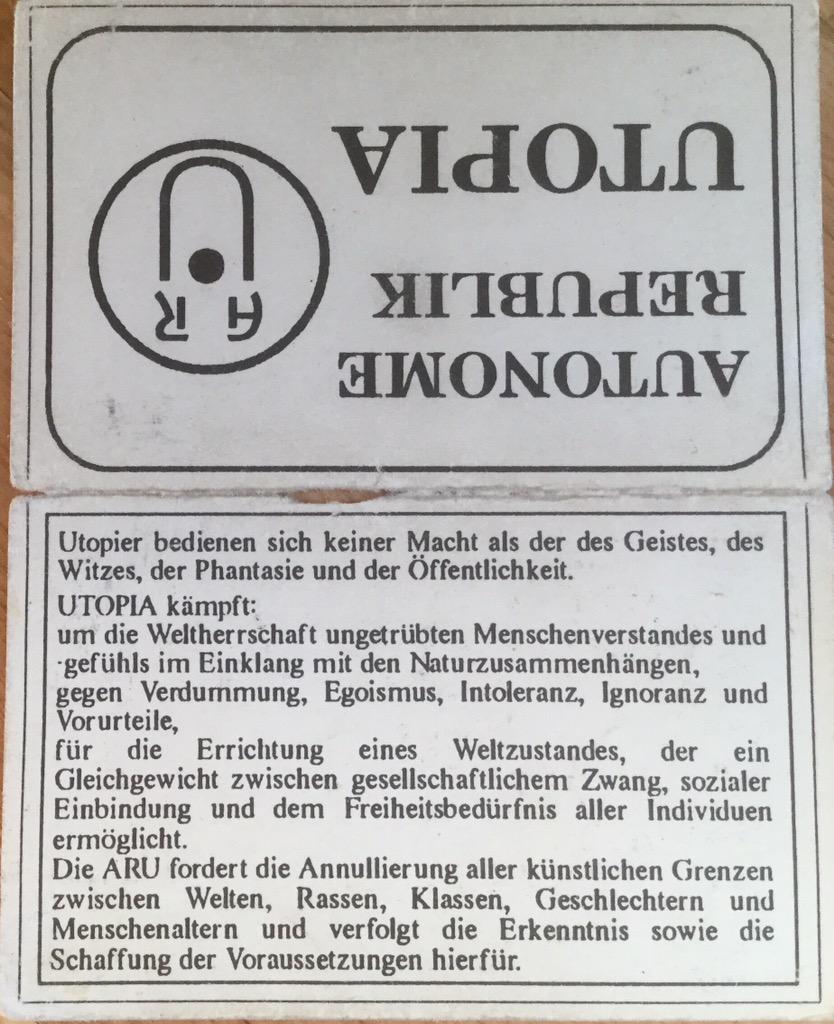 AUTONOME
REPUBLIK
UTOPIA
A R
U
Utopier bedienen sich keiner Macht als der des Geistes, des
Witzes, der Phantasie und der Öffentlichkeit.
UTOPIA kämpft:
um die Weltherrschaft ungetrübten Menschenverstandes und
-gefühls im Einklang mit den Naturzusammenhängen,
gegen Verdummung, Egoismus, Intoleranz, Ignoranz und
Vorurteile,
für die Errichtung eines Weltzustandes, der ein
Gleichgewicht zwischen gesellschaftlichem Zwang, sozialer
Einbindung und dem Freiheitsbedürfnis aller Individuen
ermöglicht.
Die ARU fordert die Annullierung aller künstlichen Grenzen
zwischen Welten, Rassen, Klassen, Geschlechtern und
Menschenaltern und verfolgt die Erkenntnis sowie die
Schaffung der Voraussetzungen hierfür.